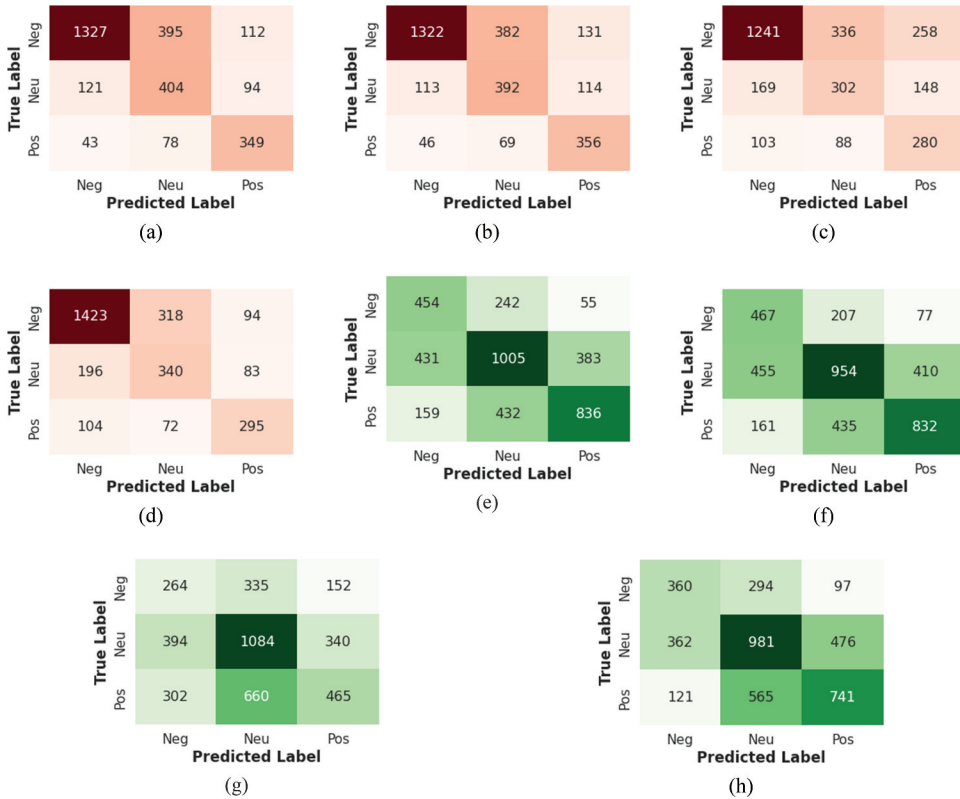 True Label
Neg 1327 395 112
Neu 121 404 94
Pos 43 78 349
Neg Neu Pos
Predicted Label
(a)
True Label
Neg 1322 382 131
Neu 113 392 114
Pos 46 69 356
Neg Neu Pos
Predicted Label
(b)
True Label
Neg 1241 336 258
Neu 169 302 148
Pos 103 88 280
Neg Neu Pos
Predicted Label
(c)
True Label
Neg 1423 318 94
Neu 196 340 83
Pos 104 72 295
Neg Neu Pos
Predicted Label
(d)
True Label
Neg 454 242 55
Neu 431 1005 383
Pos 159 432 836
Neg Neu Pos
Predicted Label
(e)
True Label
Neg 467 207 77
Neu 455 954 410
Pos 161 435 832
Neg Neu Pos
Predicted Label
(f)
True Label
Neg 264 335 152
Neu 394 1084 340
Pos 302 660 465
Neg Neu Pos
Predicted Label
(g)
True Label
Neg 360 294 97
Neu 362 981 476
Pos 121 565 741
Neg Neu Pos
Predicted Label
(h)